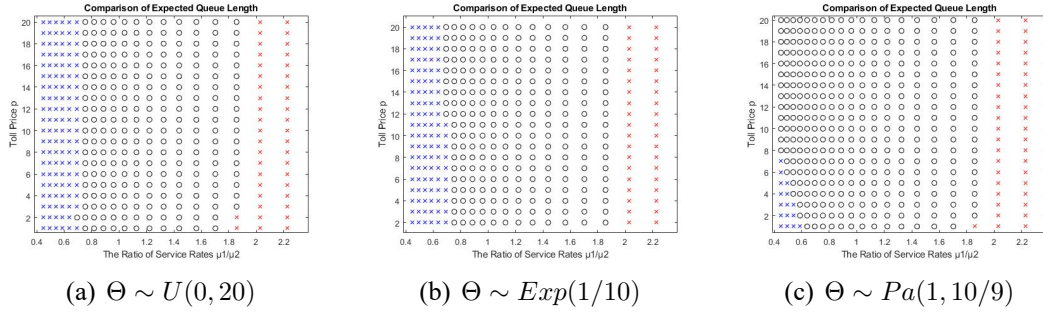 Comparison of Expected Queue Length
Toll Price p
20
18
16
14
12
10
8
6
4
2
0.4 0.6 0.8 1 1.2 1.4 1.6 1.8 2 2.2
The Ratio of Service Rates μ1/μ2
(a) Θ ∼ U(0, 20)
Comparison of Expected Queue Length
Toll Price p
20
18
16
14
12
10
8
6
4
2
0.4 0.6 0.8 1 1.2 1.4 1.6 1.8 2 2.2
The Ratio of Service Rates μ1/μ2
(b) Θ ∼ Exp(1/10)
Comparison of Expected Queue Length
Toll Price p
20
18
16
14
12
10
8
6
4
2
0.4 0.6 0.8 1 1.2 1.4 1.6 1.8 2 2.2
The Ratio of Service Rates μ1/μ2
(c) Θ ∼ Pa(1, 10/9)